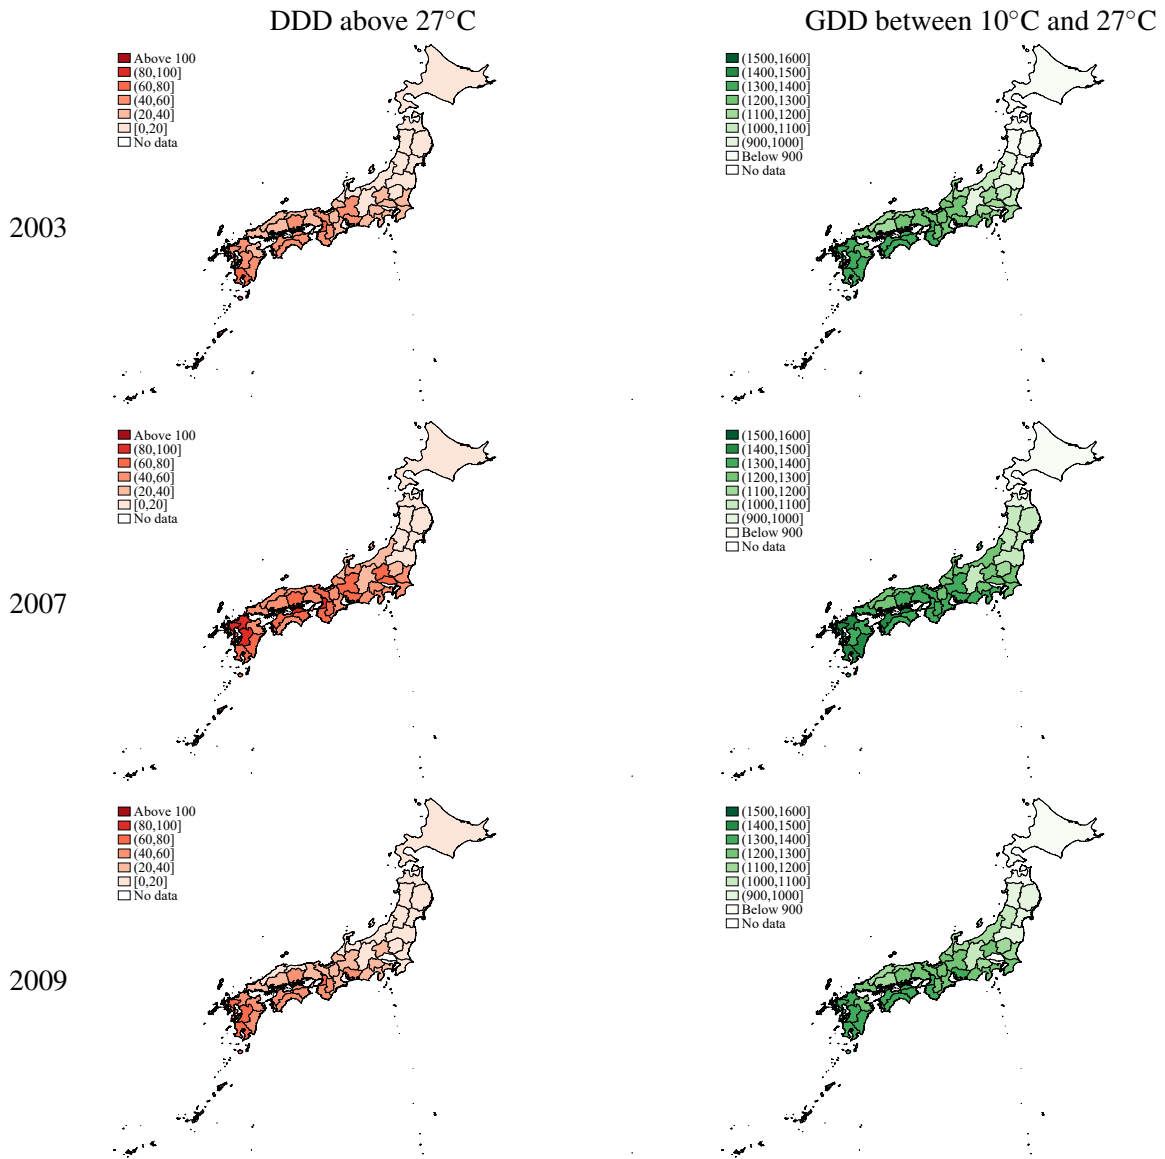 DDD above 27°C
GDD between 10°C and 27°C
2003
Above 100
(80,100]
(60,80]
(40,60]
(20,40]
[0,20]
No data
(1500,1600]
(1400,1500]
(1300,1400]
(1200,1300]
(1100,1200]
(1000,1100]
(900,1000]
Below 900
No data
2007
Above 100
(80,100]
(60,80]
(40,60]
(20,40]
[0,20]
No data
(1500,1600]
(1400,1500]
(1300,1400]
(1200,1300]
(1100,1200]
(1000,1100]
(900,1000]
Below 900
No data
2009
Above 100
(80,100]
(60,80]
(40,60]
(20,40]
[0,20]
No data
(1500,1600]
(1400,1500]
(1300,1400]
(1200,1300]
(1100,1200]
(1000,1100]
(900,1000]
Below 900
No data